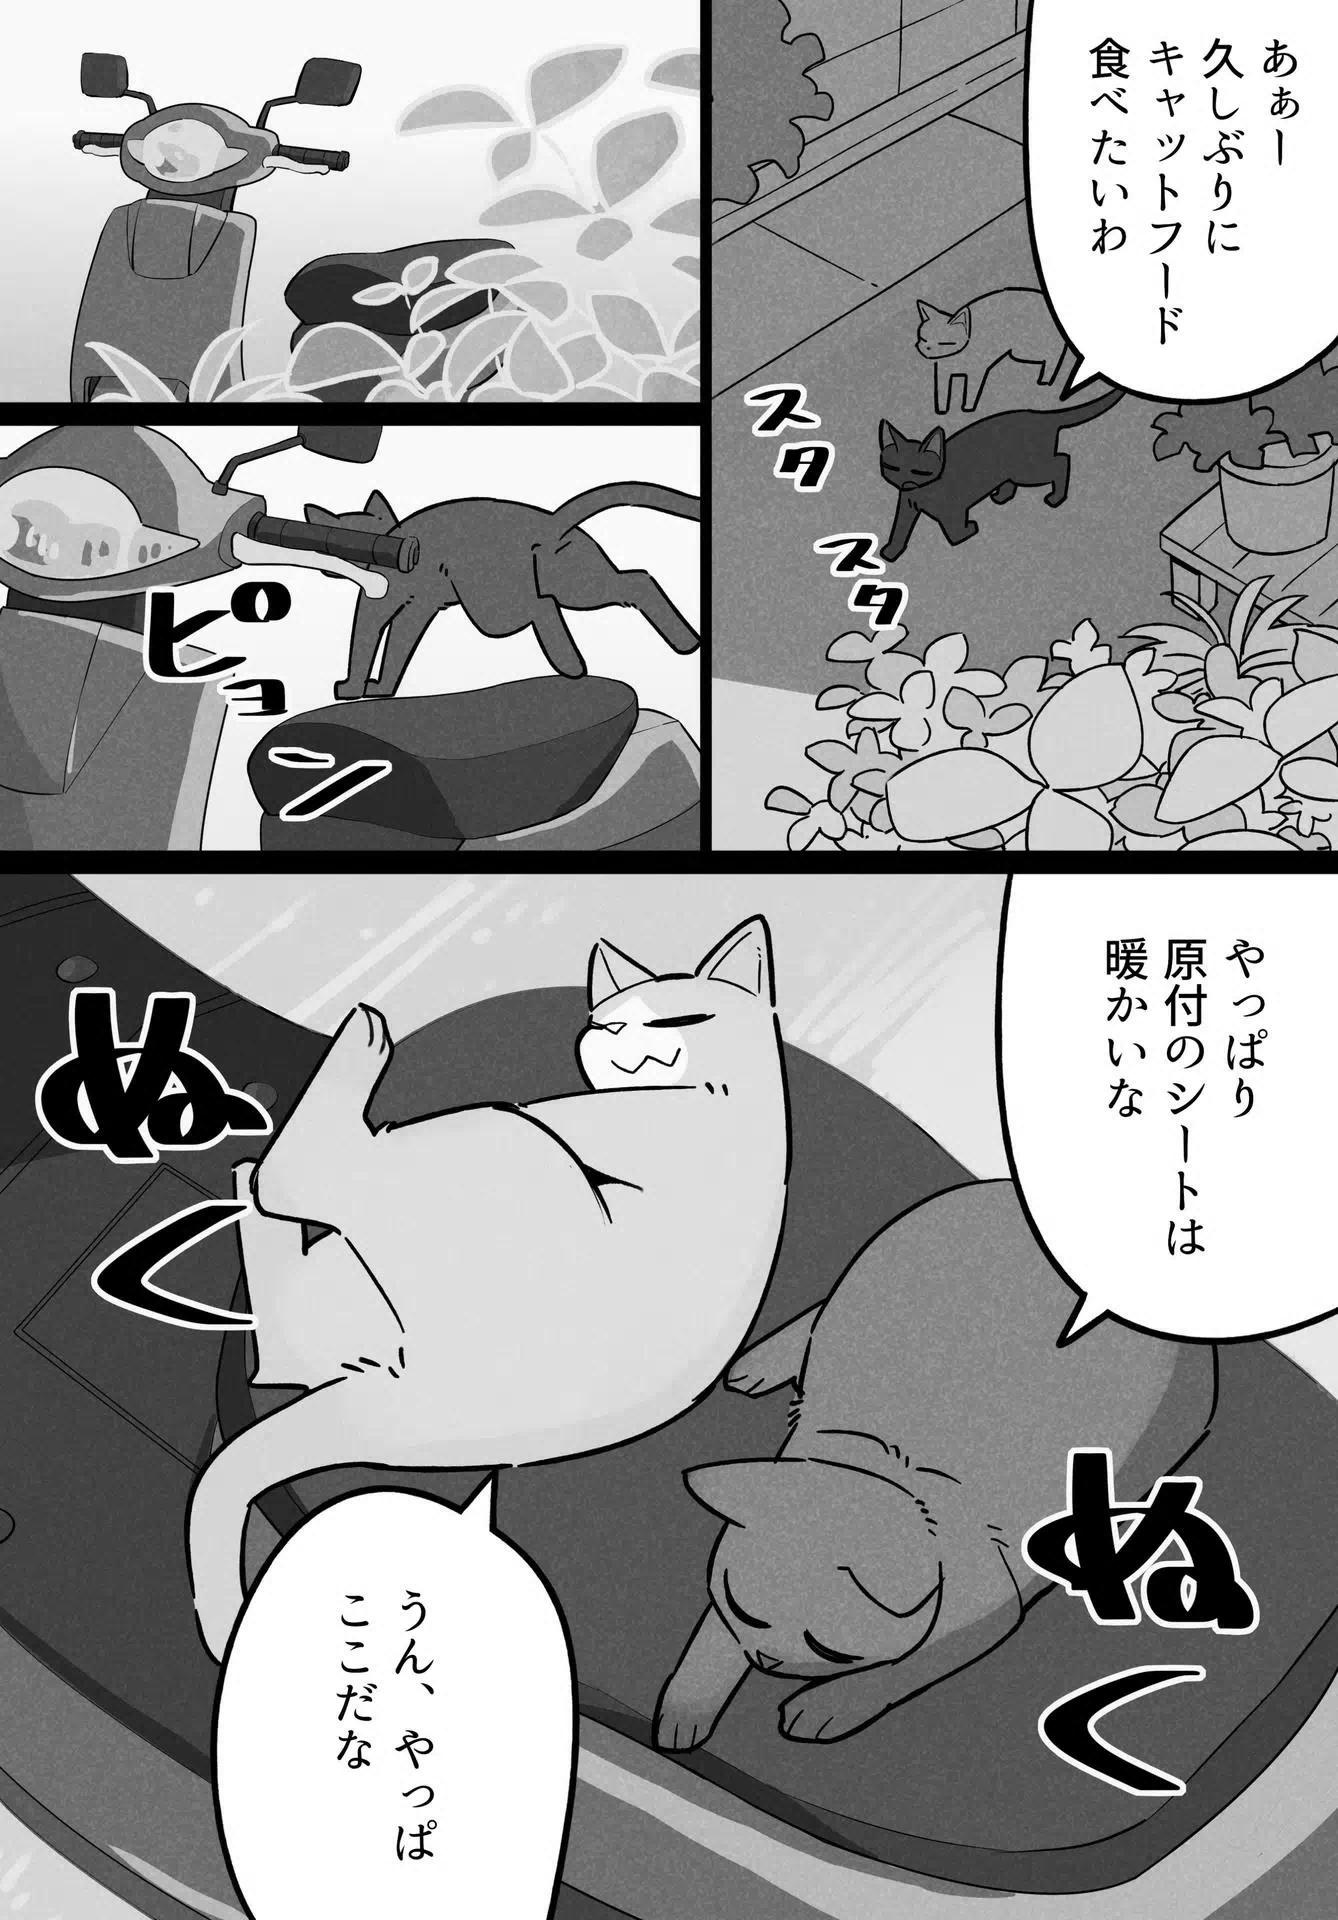 あぁー
久しぶりに
キャットフード
食べたいわ
スタ
スタ
ピョン
やっぱり
原付のシートは
暖かいな
ぬく
ぬく
うん、やっぱ
ここだな